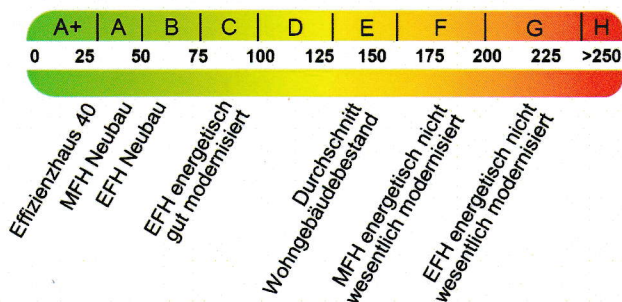 A+ A B C D E F G H
0 25 50 75 100 125 150 175 200 225 >250
Effizienzhaus 40
MFH Neubau
EFH Neubau
EFH energetisch
gut modernisiert
Durchschnitt
Wohngebäudebestand
MFH energetisch nicht
wesentlich modernisiert
EFH energetisch nicht
wesentlich modernisiert